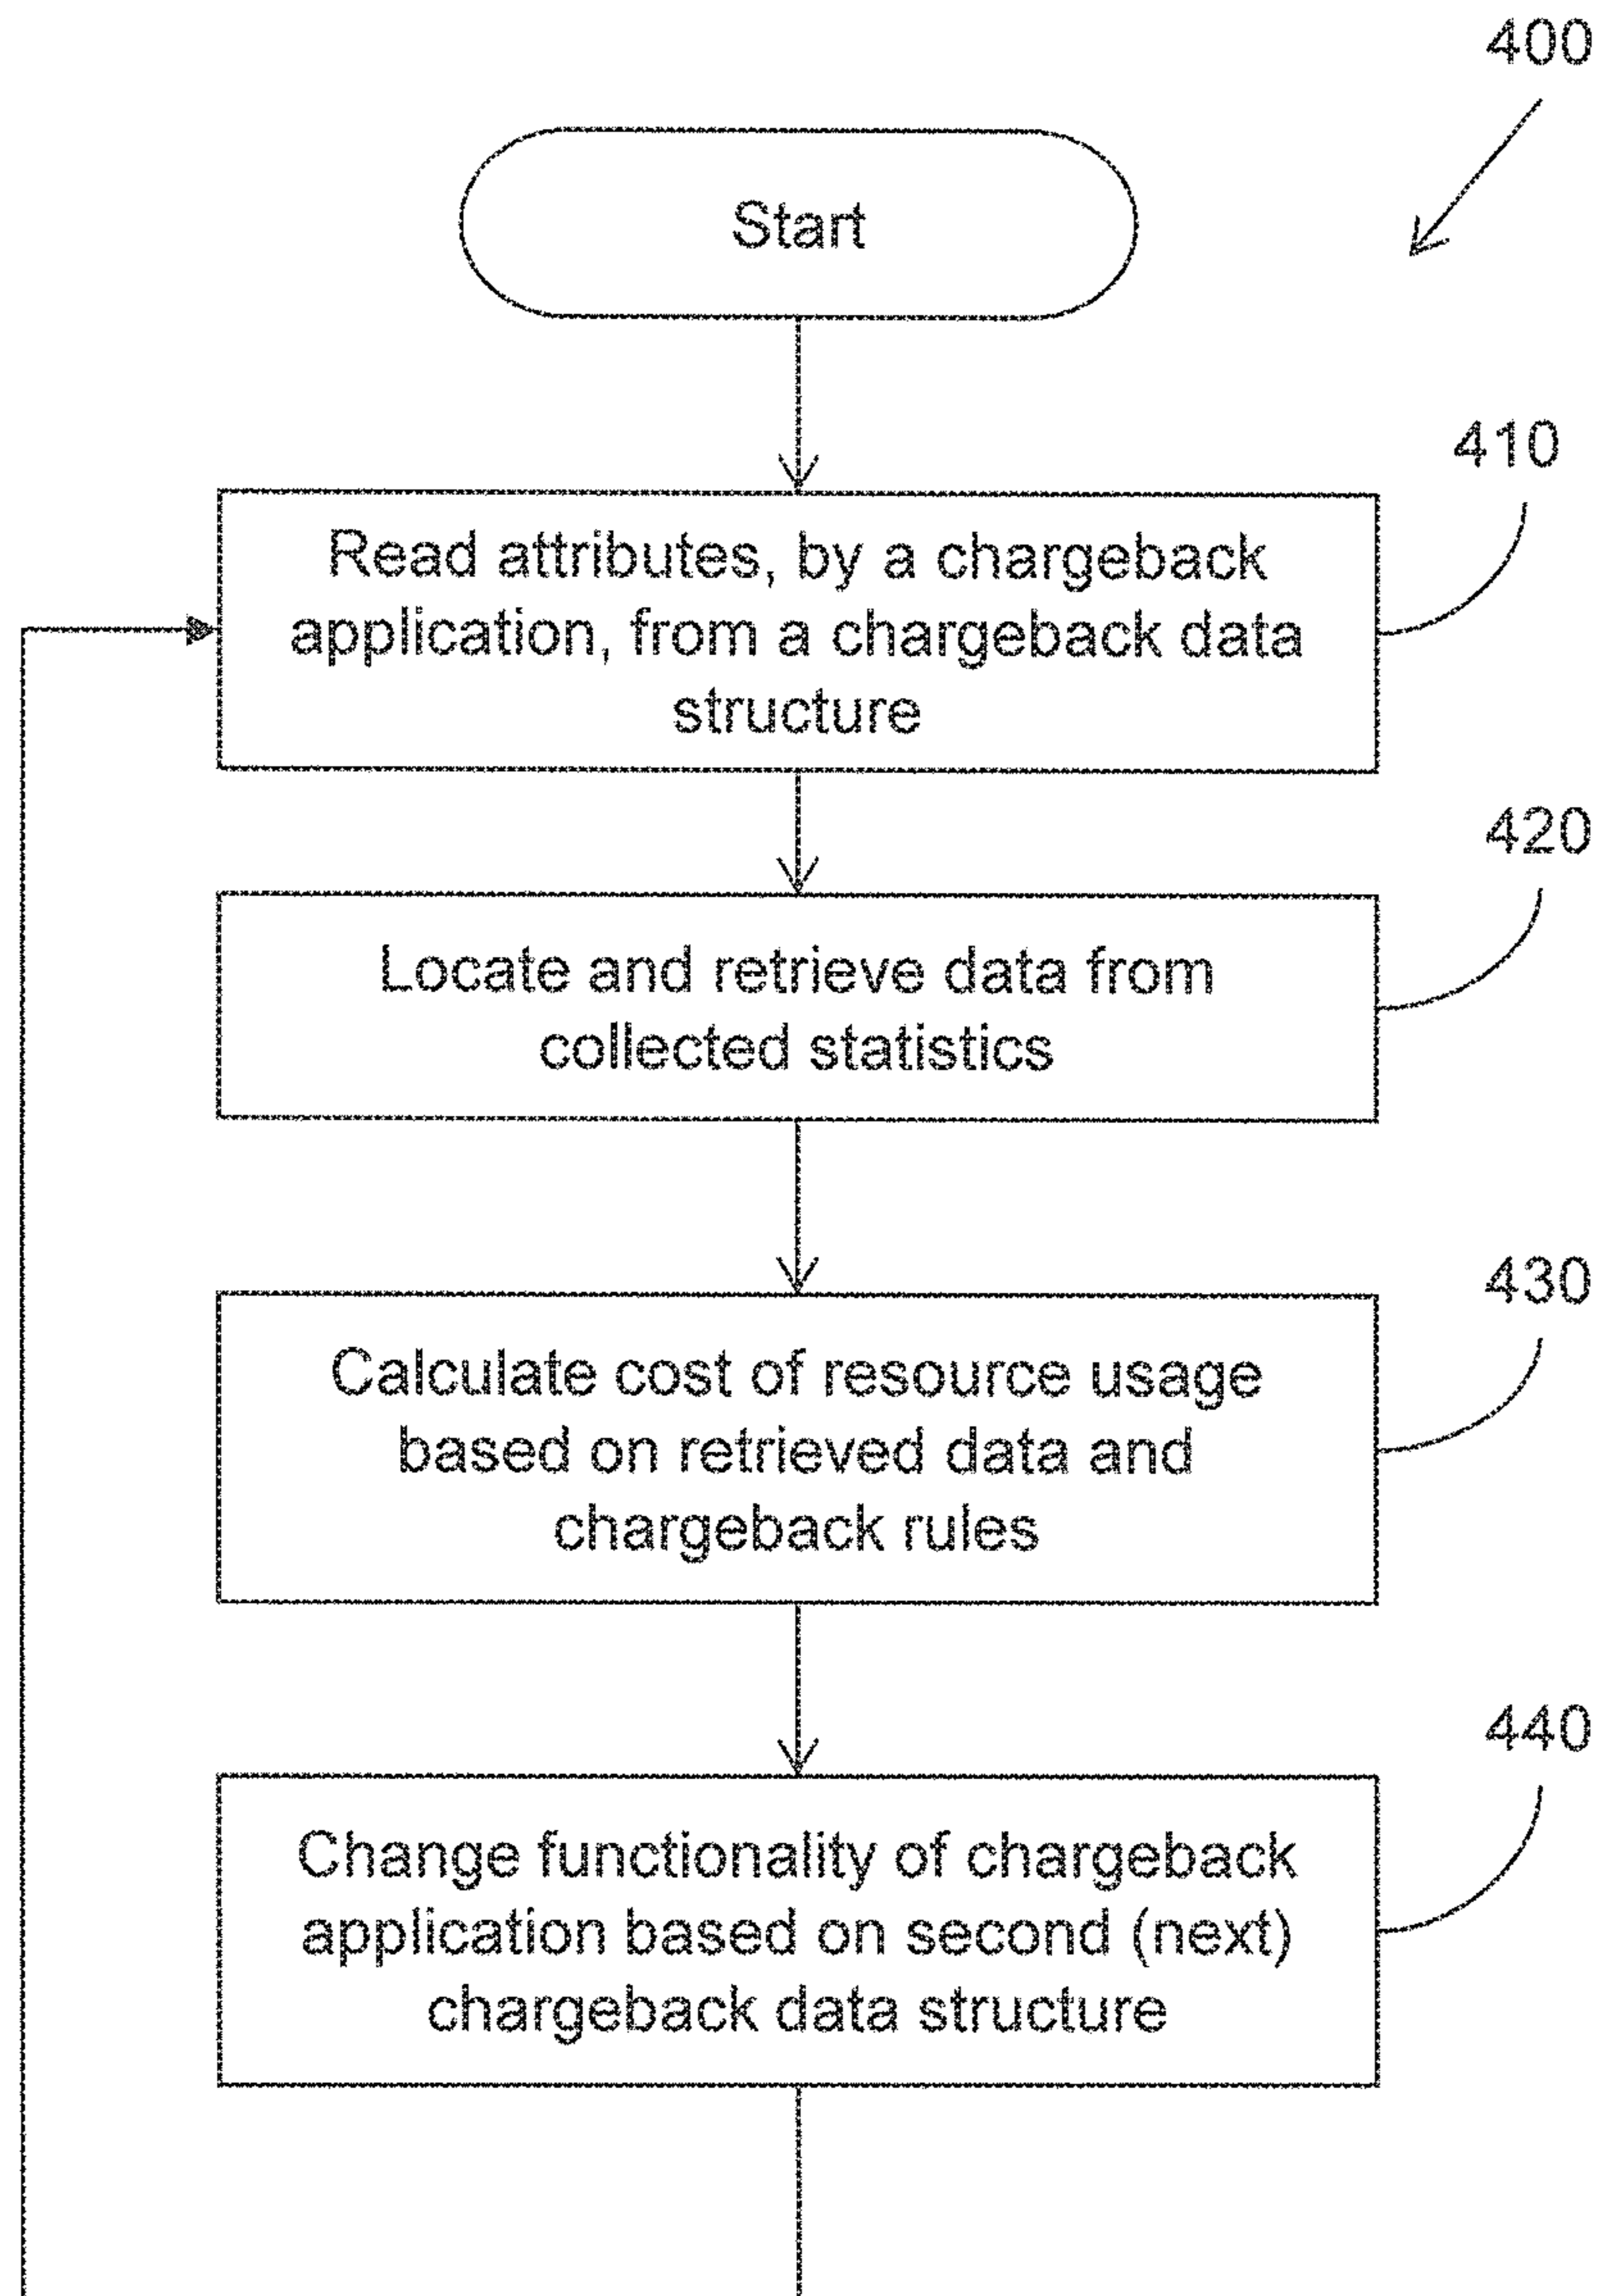 400
Start
410
Read attributes, by a chargeback
application, from a chargeback data
structure
420
Locate and retrieve data from
collected statistics
430
Calculate cost of resource usage
based on retrieved data and
chargeback rules
440
Change functionality of chargeback
application based on second (next)
chargeback data structure